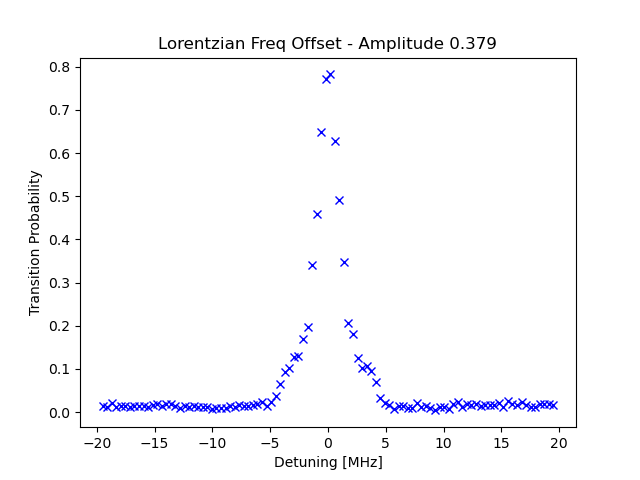 Lorentzian Freq Offset - Amplitude 0.379
0.8
0.7
0.6
0.5
0.4
0.3
0.2
0.1
0.0
Transition Probability
−20 −15 −10 −5 0 5 10 15 20
Detuning [MHz]